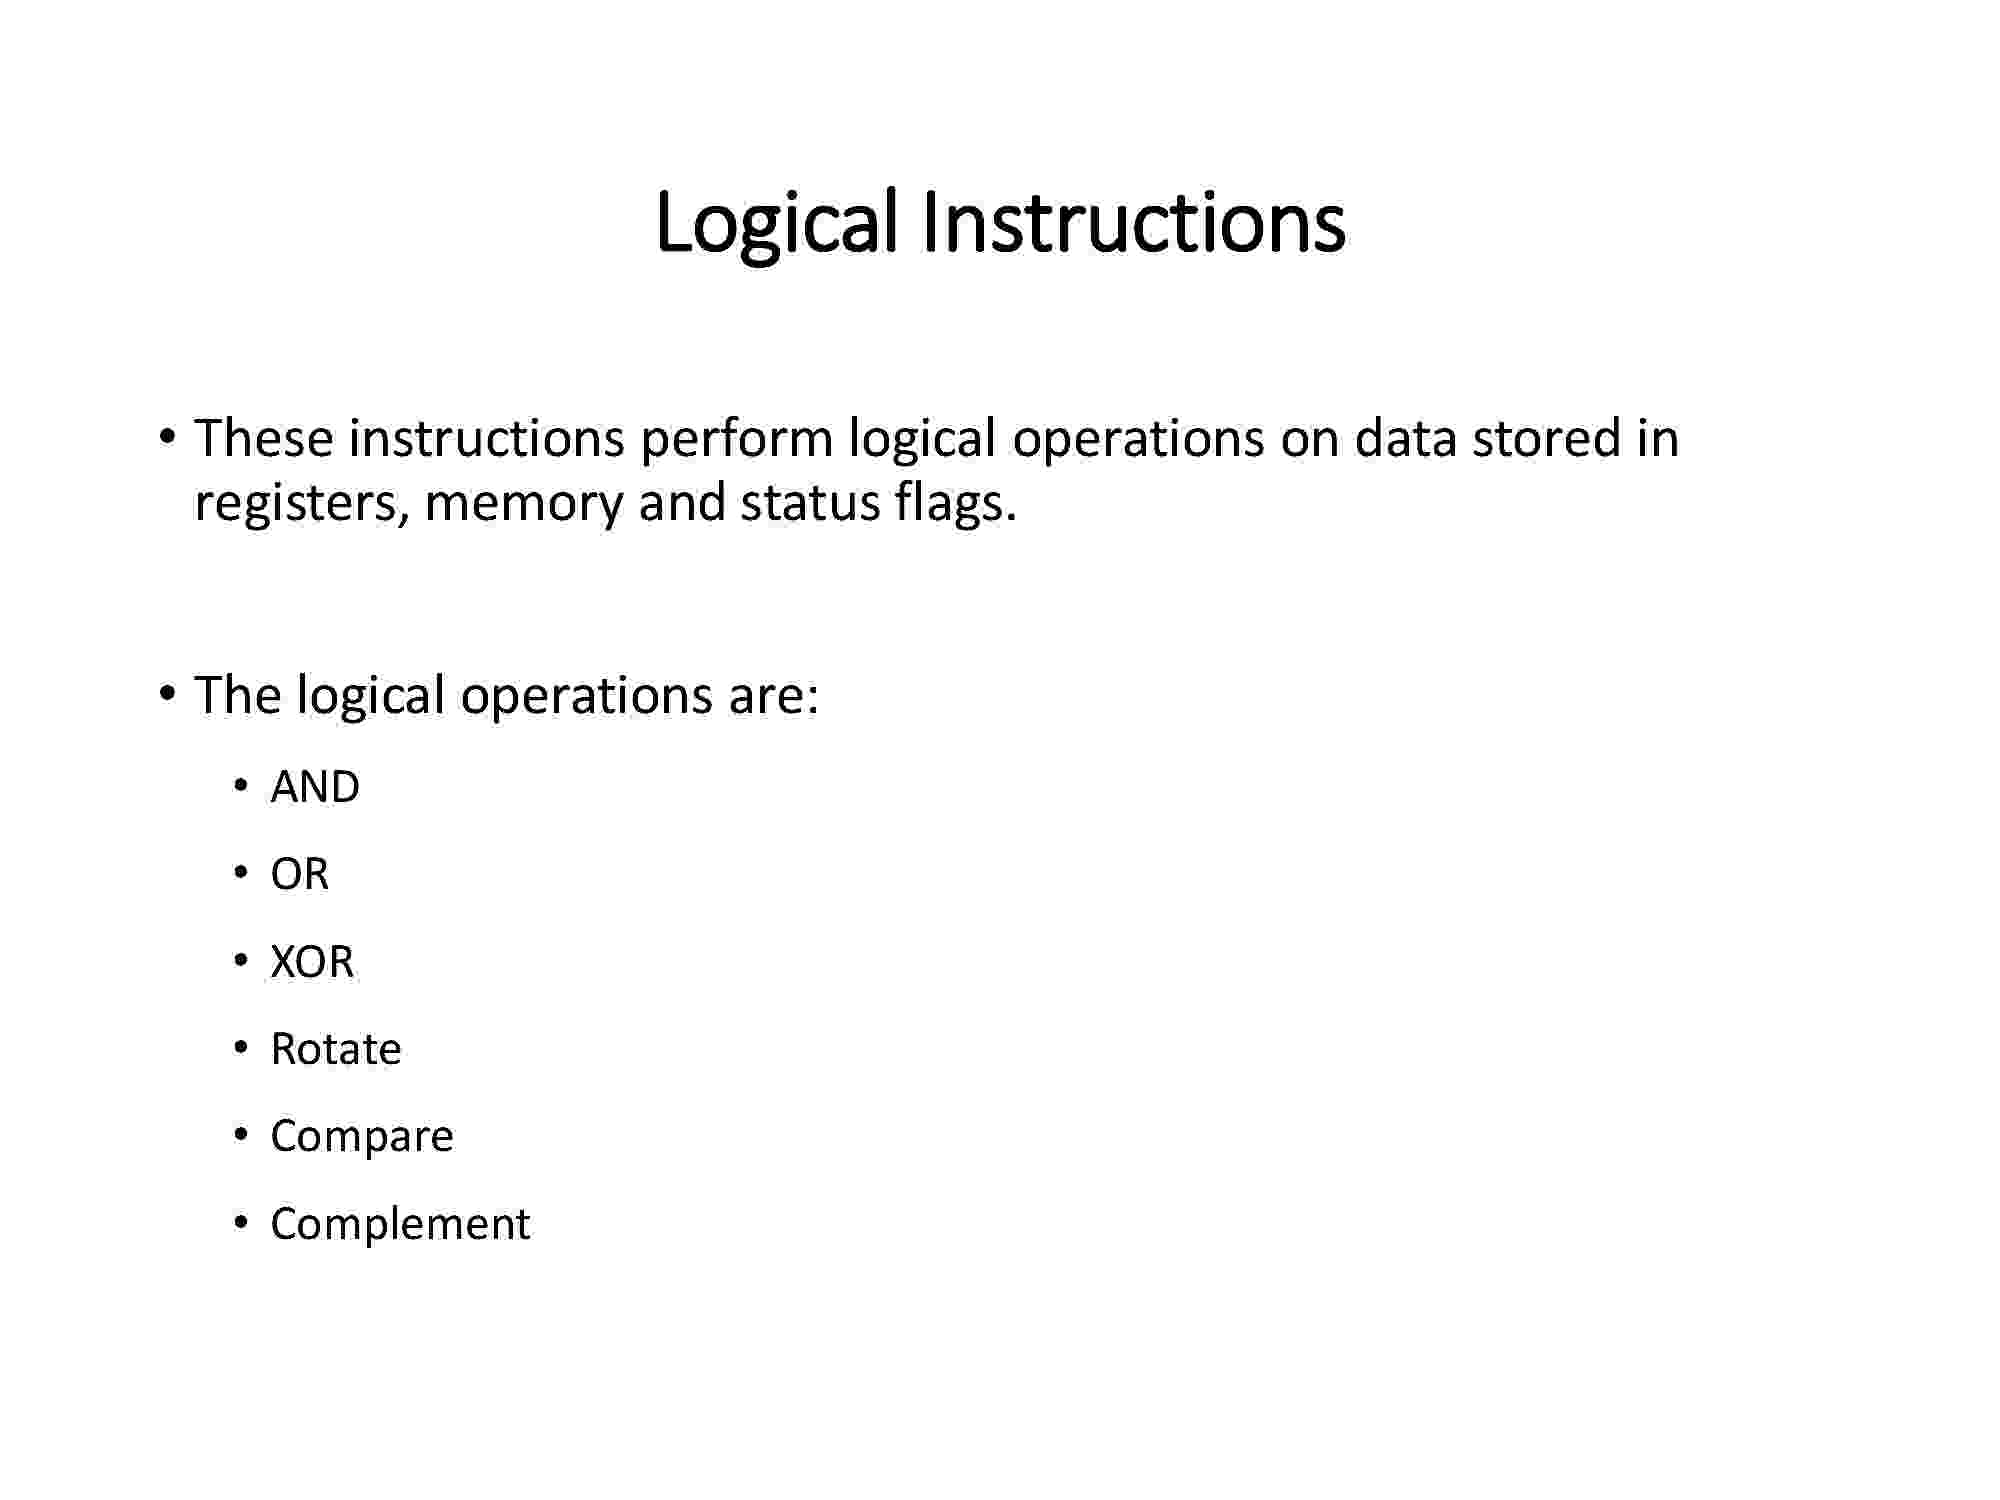 Logical Instructions
• These instructions perform logical operations on data stored in
registers, memory and status flags.
• The logical operations are:
• AND
• OR
• XOR
• Rotate
• Compare
• Complement